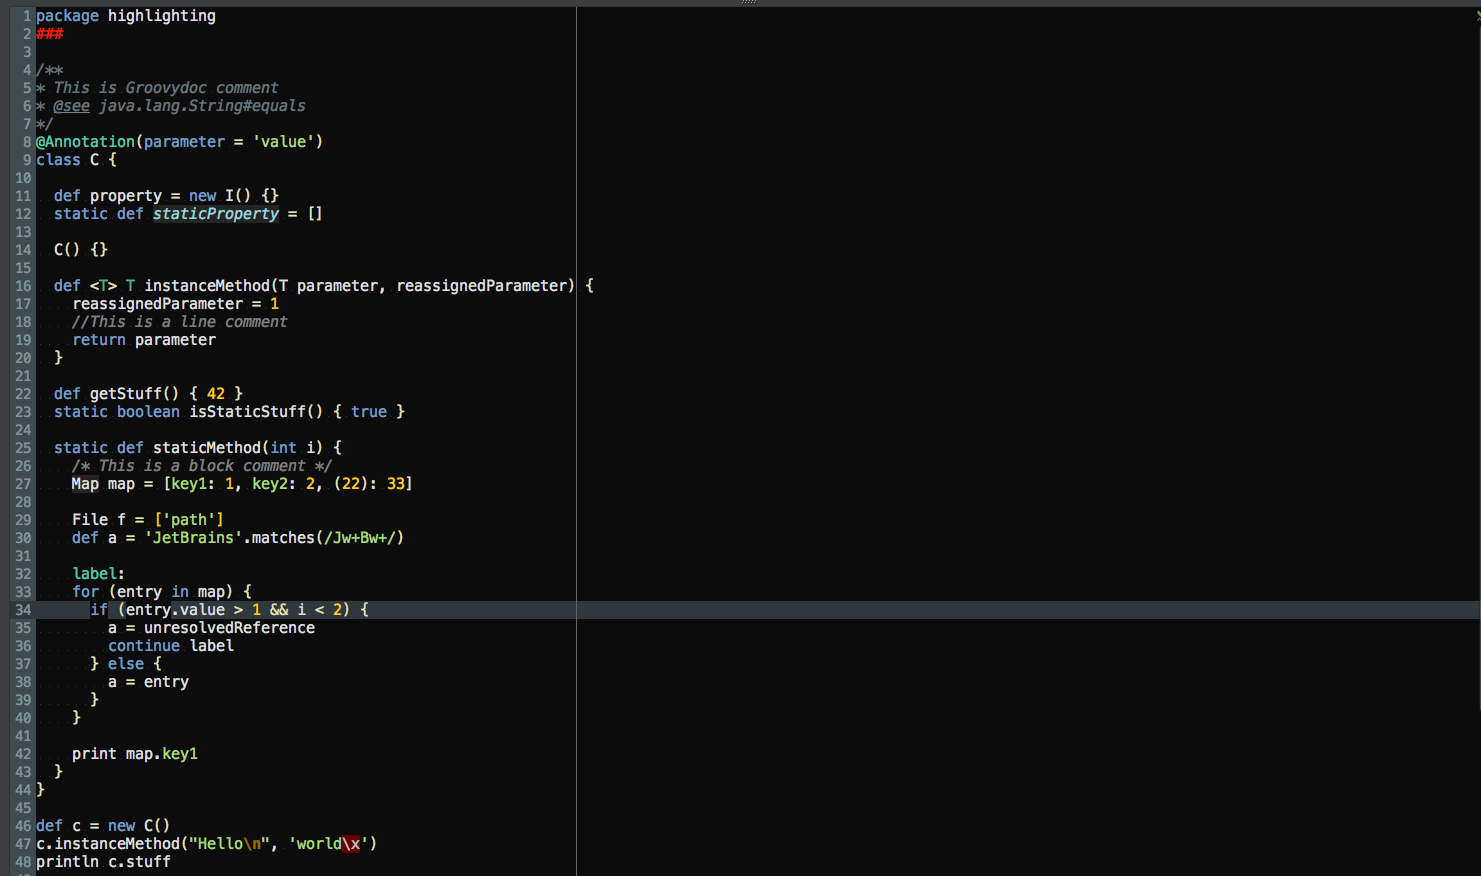 1 package highlighting
2 ###
3
4 /**
5 * This is Groovydoc comment
6 * @see java.lang.String#equals
7 */
8 @Annotation(parameter = 'value')
9 class C {
10
11   def property = new I() {}
12   static def staticProperty = []
13
14   C() {}
15
16   def <T> T instanceMethod(T parameter, reassignedParameter) {
17     reassignedParameter = 1
18     //This is a line comment
19     return parameter
20   }
21
22   def getStuff() { 42 }
23   static boolean isStaticStuff() { true }
24
25   static def staticMethod(int i) {
26     /* This is a block comment */
27     Map map = [key1: 1, key2: 2, (22): 33]
28
29     File f = ['path']
30     def a = 'JetBrains'.matches(/Jw+Bw+/)
31
32     label:
33     for (entry in map) {
34       if (entry.value > 1 && i < 2) {
35         a = unresolvedReference
36         continue label
37       } else {
38         a = entry
39       }
40     }
41
42     print map.key1
43   }
44 }
45
46 def c = new C()
47 c.instanceMethod("Hello\n", 'world\x')
48 println c.stuff